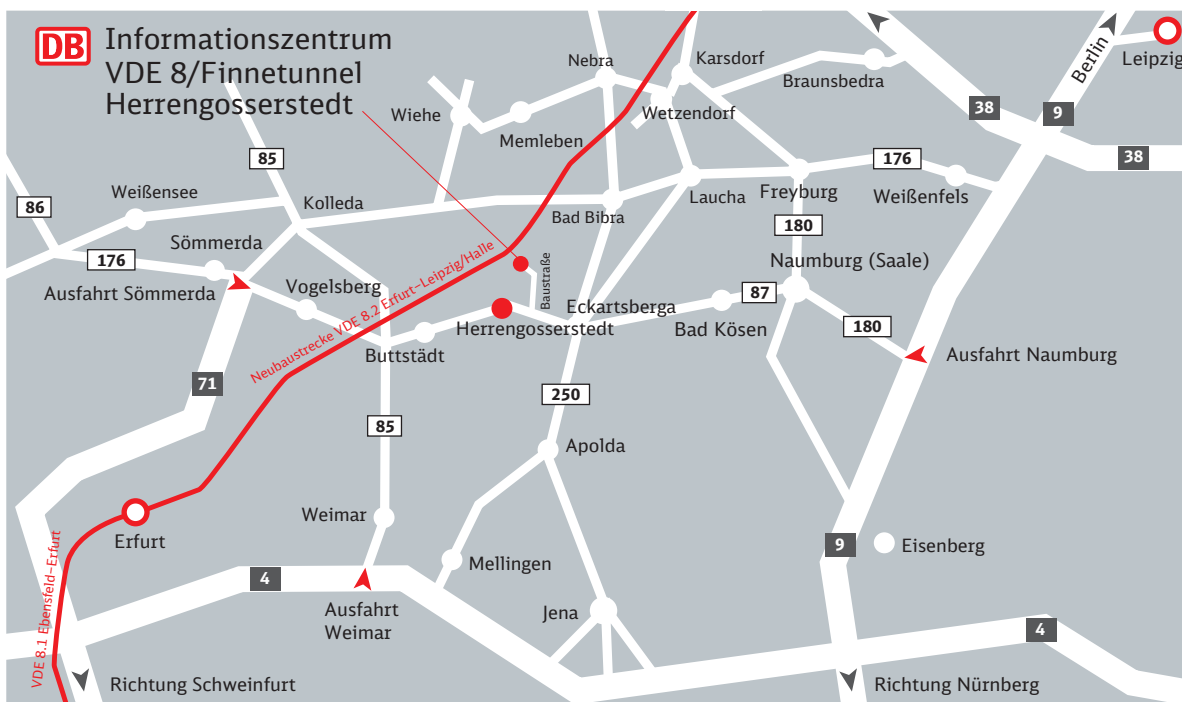 DB
Informationszentrum
VDE 8/Finnetunnel
Herrengosserstedt
Nebra
Karsdorf
Braunsbedra
Berlin
Leipzig
Wiehe
Memleben
Wetzendorf
38
9
38
85
176
Weißensee
Kolleda
Bad Bibra
Laucha
Freyburg
Weißenfels
86
Sömmerda
180
176
Naumburg (Saale)
Ausfahrt Sömmerda
Vogelsberg
Neubaustrecke VDE 8.2 Erfurt–Leipzig/Halle
Baustraße
Eckartsberga
87
Bad Kösen
Herrengosserstedt
180
Buttstädt
Ausfahrt Naumburg
71
250
85
Apolda
Weimar
Erfurt
9
Eisenberg
VDE 8.1 Ebensfeld–Erfurt
4
Mellingen
Ausfahrt
Weimar
Jena
4
Richtung Schweinfurt
Richtung Nürnberg